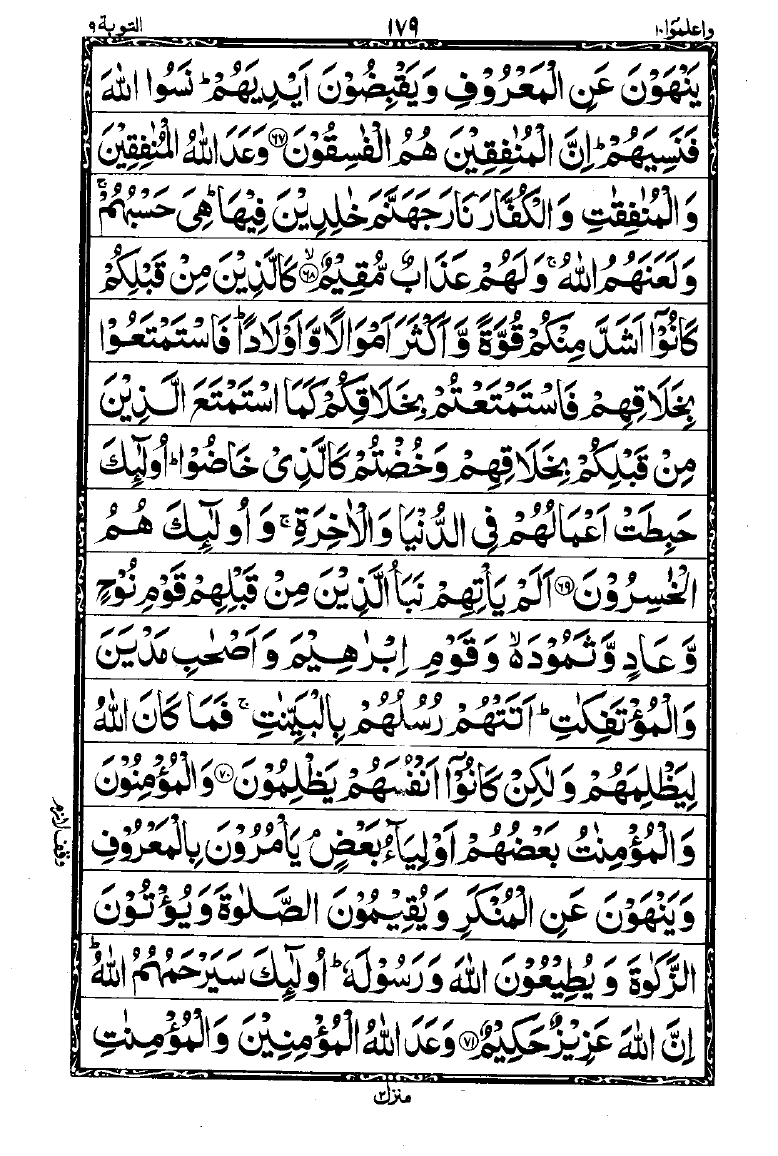 واعلموا ١٠ ١٧٩ التوبة ٩
يَنْهَوْنَ عَنِ الْمَعْرُوْفِ وَيَقْبِضُوْنَ اَيْدِيَهُمْ ؕ نَسُوا اللّٰهَ
فَنَسِيَهُمْ ؕ اِنَّ الْمُنٰفِقِيْنَ هُمُ الْفٰسِقُوْنَ ﴿٦٧﴾ وَعَدَ اللّٰهُ الْمُنٰفِقِيْنَ
وَالْمُنٰفِقٰتِ وَالْكُفَّارَ نَارَ جَهَنَّمَ خٰلِدِيْنَ فِيْهَا ؕ هِيَ حَسْبُهُمْ ۚ
وَلَعَنَهُمُ اللّٰهُ ۚ وَلَهُمْ عَذَابٌ مُّقِيْمٌ ۙ ﴿٦٨﴾ كَالَّذِيْنَ مِنْ قَبْلِكُمْ
كَانُوْۤا اَشَدَّ مِنْكُمْ قُوَّةً وَّاَكْثَرَ اَمْوَالًا وَّاَوْلَادًا ؕ فَاسْتَمْتَعُوْا
بِخَلَاقِهِمْ فَاسْتَمْتَعْتُمْ بِخَلَاقِكُمْ كَمَا اسْتَمْتَعَ الَّذِيْنَ
مِنْ قَبْلِكُمْ بِخَلَاقِهِمْ وَخُضْتُمْ كَالَّذِيْ خَاضُوْا ؕ اُولٰٓئِكَ
حَبِطَتْ اَعْمَالُهُمْ فِي الدُّنْيَا وَالْاٰخِرَةِ ۚ وَاُولٰٓئِكَ هُمُ
الْخٰسِرُوْنَ ﴿٦٩﴾ اَلَمْ يَاْتِهِمْ نَبَاُ الَّذِيْنَ مِنْ قَبْلِهِمْ قَوْمِ نُوْحٍ
وَّعَادٍ وَّثَمُوْدَ ۙ وَقَوْمِ اِبْرٰهِيْمَ وَاَصْحٰبِ مَدْيَنَ
وَالْمُؤْتَفِكٰتِ ؕ اَتَتْهُمْ رُسُلُهُمْ بِالْبَيِّنٰتِ ۚ فَمَا كَانَ اللّٰهُ
لِيَظْلِمَهُمْ وَلٰكِنْ كَانُوْۤا اَنْفُسَهُمْ يَظْلِمُوْنَ ﴿٧٠﴾ وَالْمُؤْمِنُوْنَ
وَالْمُؤْمِنٰتُ بَعْضُهُمْ اَوْلِيَآءُ بَعْضٍ ۘ يَاْمُرُوْنَ بِالْمَعْرُوْفِ
وقف لازم
وَيَنْهَوْنَ عَنِ الْمُنْكَرِ وَيُقِيْمُوْنَ الصَّلٰوةَ وَيُؤْتُوْنَ
الزَّكٰوةَ وَيُطِيْعُوْنَ اللّٰهَ وَرَسُوْلَهٗ ؕ اُولٰٓئِكَ سَيَرْحَمُهُمُ اللّٰهُ ؕ
اِنَّ اللّٰهَ عَزِيْزٌ حَكِيْمٌ ﴿٧١﴾ وَعَدَ اللّٰهُ الْمُؤْمِنِيْنَ وَالْمُؤْمِنٰتِ
منزل ٢